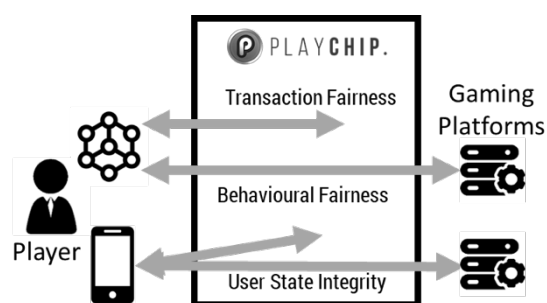 PLAYCHIP.
Transaction Fairness
Gaming
Platforms
Behavioural Fairness
Player
User State Integrity